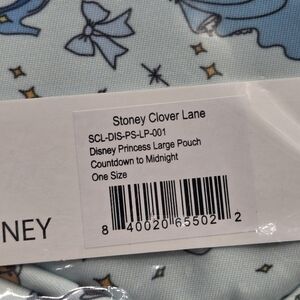 Stoney Clover Lane
SCL-DIS-PS-LP-001
Disney Princess Large Pouch
Countdown to Midnight
One Size
NEY
8 40020 65502 2